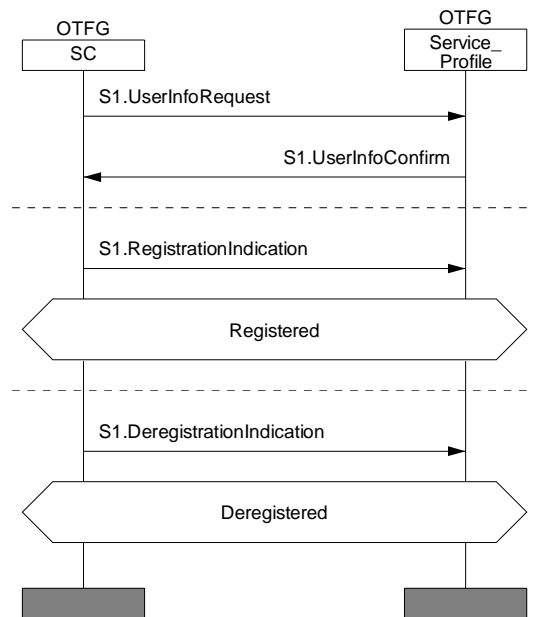 OTFG
SC
OTFG
Service_
Profile
S1.UserInfoRequest
S1.UserInfoConfirm
S1.RegistrationIndication
Registered
S1.DeregistrationIndication
Deregistered